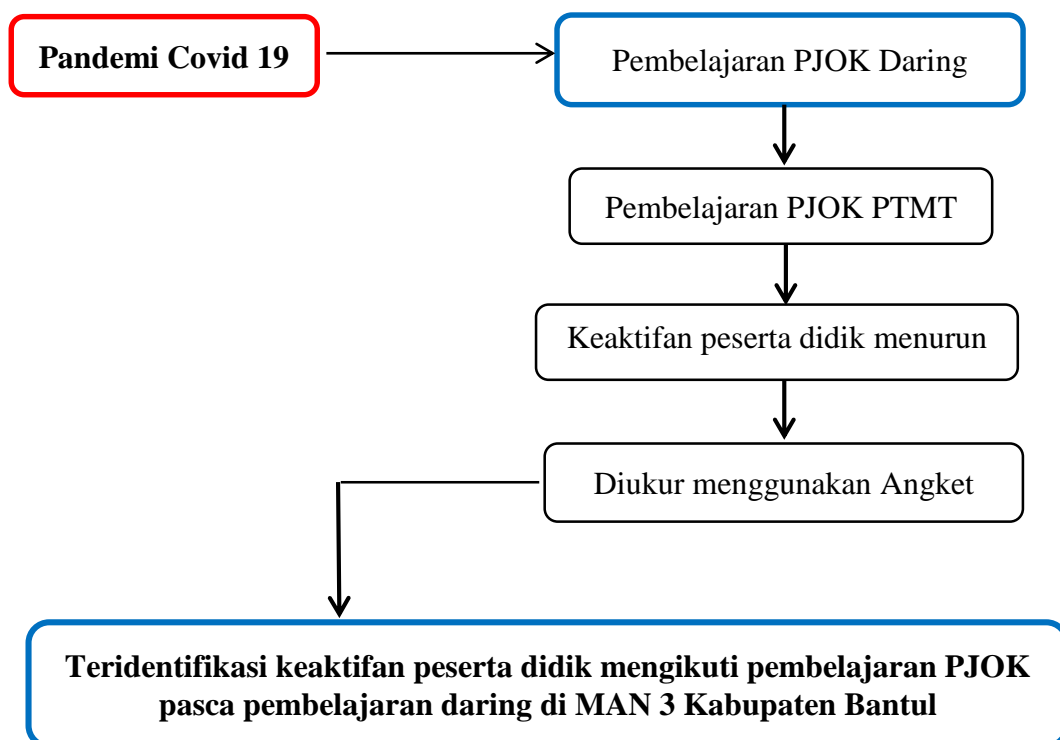 Pandemi Covid 19
Pembelajaran PJOK Daring
Pembelajaran PJOK PTMT
Keaktifan peserta didik menurun
Diukur menggunakan Angket
Teridentifikasi keaktifan peserta didik mengikuti pembelajaran PJOK
pasca pembelajaran daring di MAN 3 Kabupaten Bantul